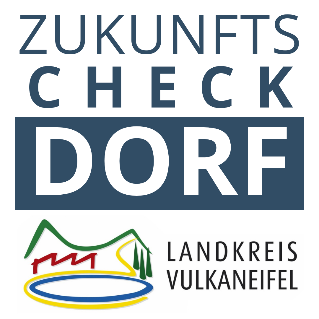 ZUKUNFTS
CHECK
DORF
LANDKREIS
VULKANEIFEL